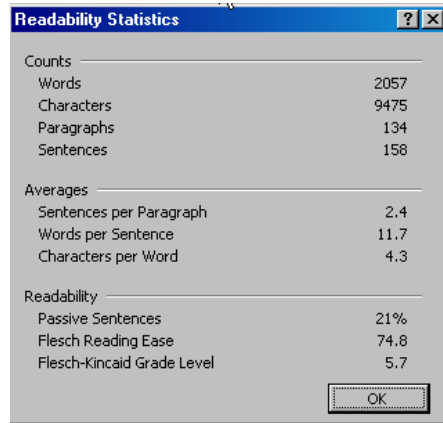 Readability Statistics ? X
Counts
Words 2057
Characters 9475
Paragraphs 134
Sentences 158
Averages
Sentences per Paragraph 2.4
Words per Sentence 11.7
Characters per Word 4.3
Readability
Passive Sentences 21%
Flesch Reading Ease 74.8
Flesch-Kincaid Grade Level 5.7
OK